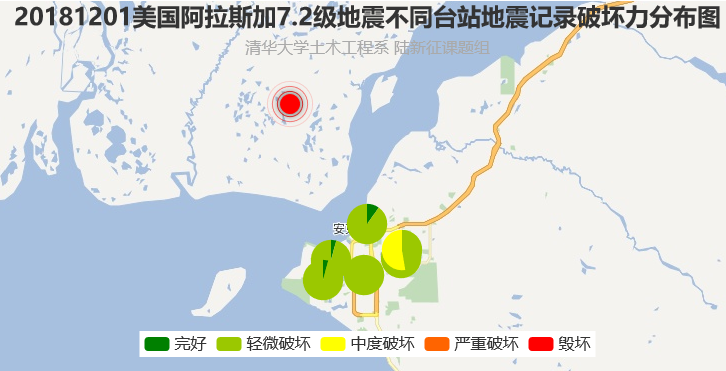 20181201美国阿拉斯加7.2级地震不同台站地震记录破坏力分布图
清华大学土木工程系 陆新征课题组
安
完好 轻微破坏 中度破坏 严重破坏 毁坏